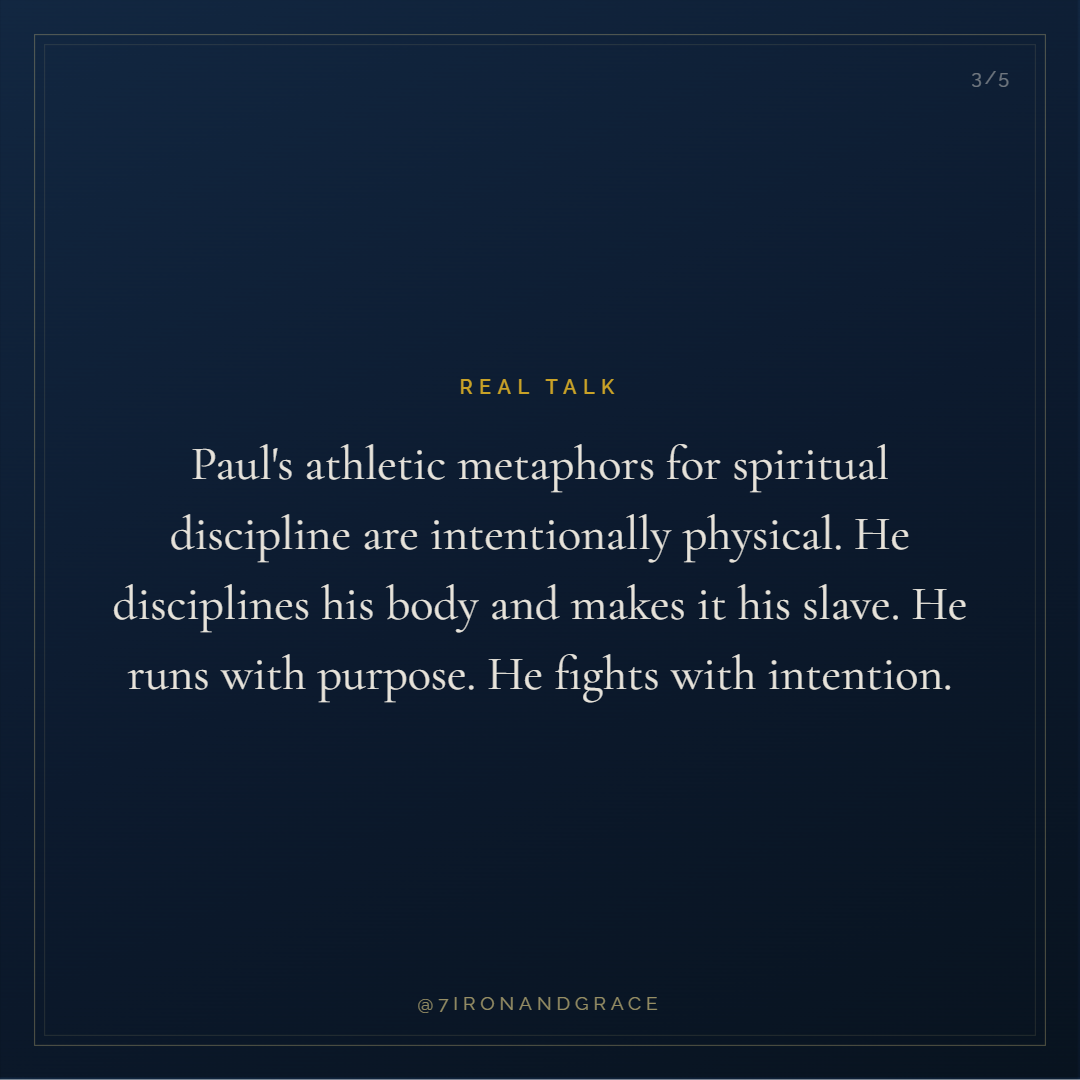 3/5
REAL TALK
Paul's athletic metaphors for spiritual
discipline are intentionally physical. He
disciplines his body and makes it his slave. He
runs with purpose. He fights with intention.
@7IRONANDGRACE